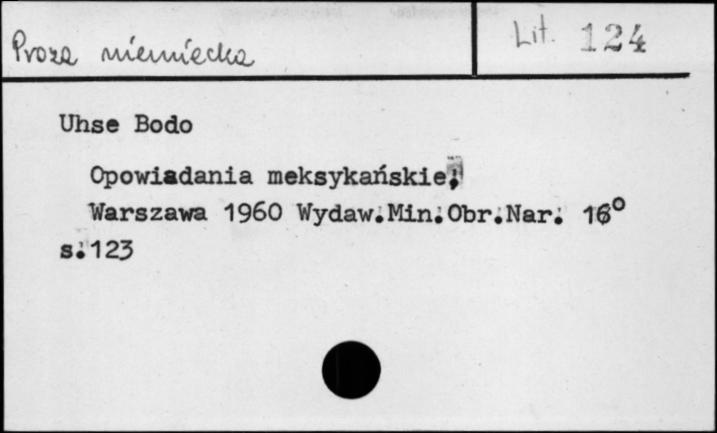 Proza niemiecka
Lit. 124
Uhse Bodo
Opowiadania meksykańskie.
Warszawa 1960 Wydaw.Min.Obr.Nar. 16°
s.123